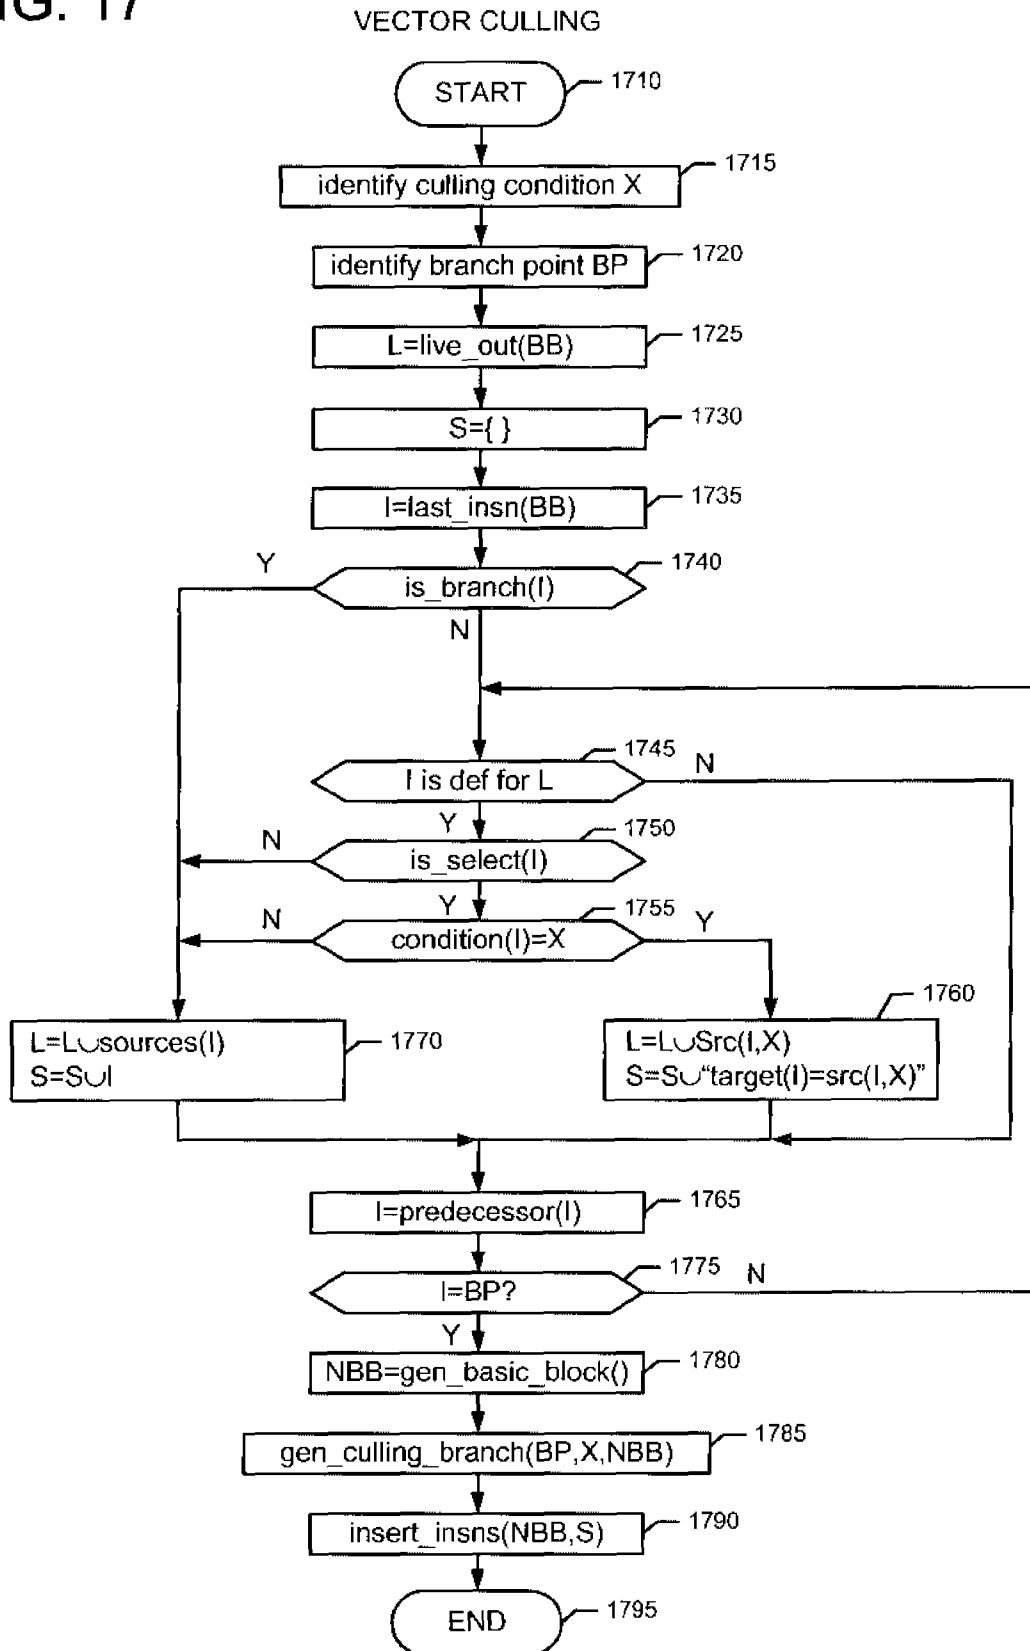 FIG. 17
VECTOR CULLING
START
1710
identify culling condition X
1715
identify branch point BP
1720
L=live_out(BB)
1725
S={ }
1730
I=last_insn(BB)
1735
is_branch(I)
1740
Y
N
I is def for L
1745
N
Y
is_select(I)
1750
N
Y
condition(I)=X
1755
N
Y
L=L∪sources(I)
S=S∪I
1770
L=L∪Src(I,X)
S=S∪“target(I)=src(I,X)”
1760
I=predecessor(I)
1765
I=BP?
1775
N
Y
NBB=gen_basic_block()
1780
gen_culling_branch(BP,X,NBB)
1785
insert_insns(NBB,S)
1790
END
1795